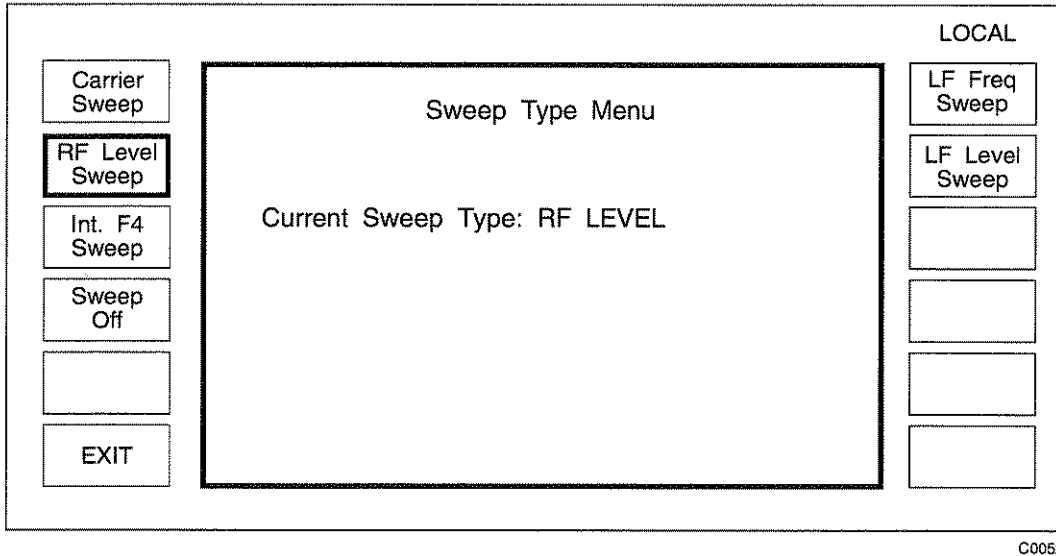 LOCAL
Carrier
Sweep
RF Level
Sweep
Int. F4
Sweep
Sweep
Off
EXIT
Sweep Type Menu
Current Sweep Type: RF LEVEL
LF Freq
Sweep
LF Level
Sweep